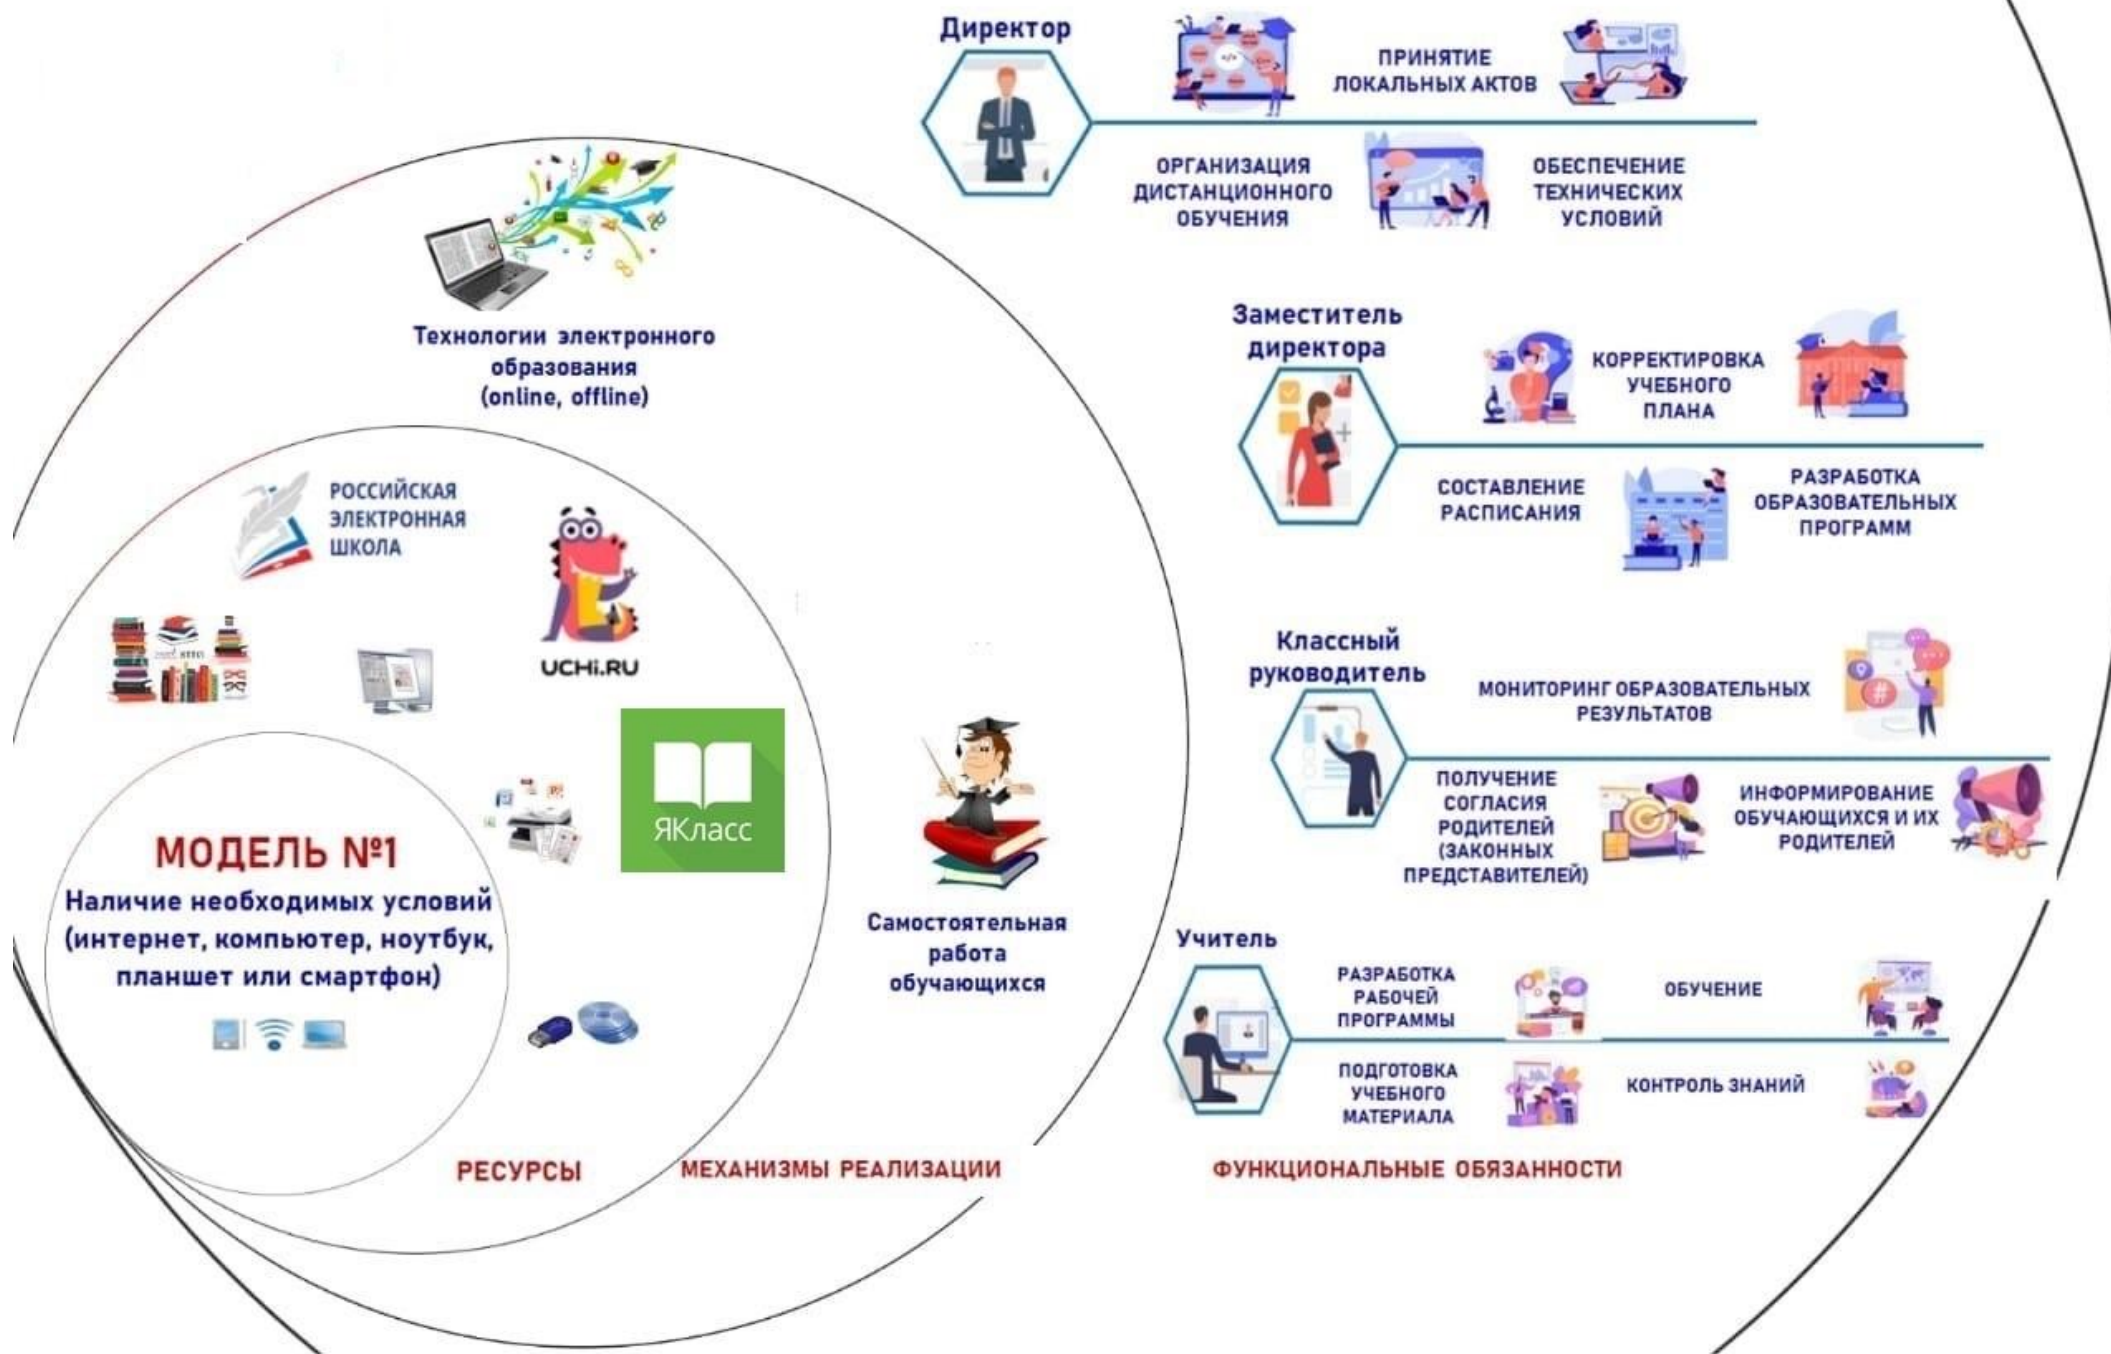 Директор
ПРИНЯТИЕ
ЛОКАЛЬНЫХ АКТОВ
ОРГАНИЗАЦИЯ
ДИСТАНЦИОННОГО
ОБУЧЕНИЯ
ОБЕСПЕЧЕНИЕ
ТЕХНИЧЕСКИХ
УСЛОВИЙ
Технологии электронного
образования
(online, offline)
Заместитель
директора
КОРРЕКТИРОВКА
УЧЕБНОГО
ПЛАНА
СОСТАВЛЕНИЕ
РАСПИСАНИЯ
РАЗРАБОТКА
ОБРАЗОВАТЕЛЬНЫХ
ПРОГРАММ
РОССИЙСКАЯ
ЭЛЕКТРОННАЯ
ШКОЛА
UCHi.RU
ЯКласс
Классный
руководитель
МОНИТОРИНГ ОБРАЗОВАТЕЛЬНЫХ
РЕЗУЛЬТАТОВ
ПОЛУЧЕНИЕ
СОГЛАСИЯ
РОДИТЕЛЕЙ
(ЗАКОННЫХ
ПРЕДСТАВИТЕЛЕЙ)
ИНФОРМИРОВАНИЕ
ОБУЧАЮЩИХСЯ И ИХ
РОДИТЕЛЕЙ
МОДЕЛЬ №1
Наличие необходимых условий
(интернет, компьютер, ноутбук,
планшет или смартфон)
Самостоятельная
работа
обучающихся
Учитель
РАЗРАБОТКА
РАБОЧЕЙ
ПРОГРАММЫ
ОБУЧЕНИЕ
ПОДГОТОВКА
УЧЕБНОГО
МАТЕРИАЛА
КОНТРОЛЬ ЗНАНИЙ
РЕСУРСЫ
МЕХАНИЗМЫ РЕАЛИЗАЦИИ
ФУНКЦИОНАЛЬНЫЕ ОБЯЗАННОСТИ